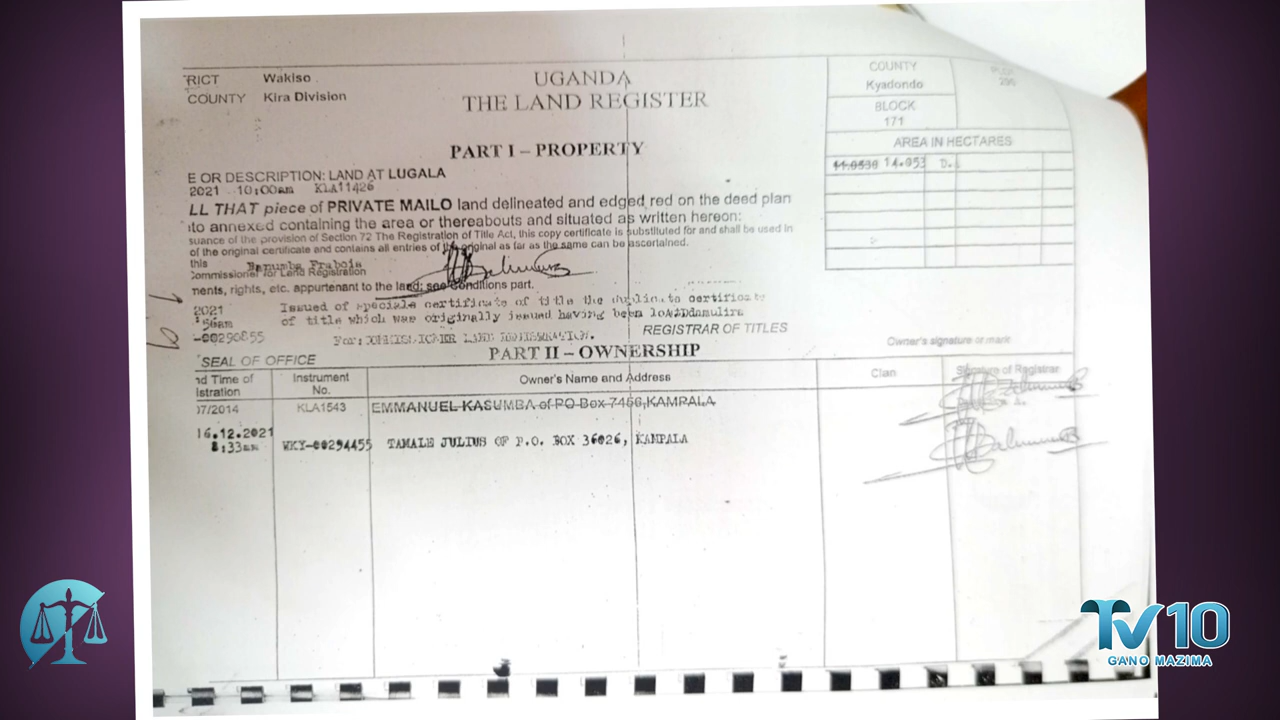 RICT Wakiso
COUNTY Kira Division
UGANDA
THE LAND REGISTER
COUNTY
Kyadondo
BLOCK
171
AREA IN HECTARES
14.053 D.
PART I – PROPERTY
E OR DESCRIPTION: LAND AT LUGALA
2021 10:00am KLA11426
LL THAT piece of PRIVATE MAILO land delineated and edged red on the deed plan
to annexed containing the area or thereabouts and situated as written hereon:
suance of the provision of Section 72 The Registration of Title Act, this copy certificate is substituted for and shall be used in
of the original certificate and contains all entries of the original as far as the same can be ascertained.
this
Commissioner for Land Registration
ments, rights, etc. appurtenant to the land; see Conditions part.
2021 Issued of speciale certificate of title the duplicate certificate
56am of title which was originally issued having been lost
-00290855
REGISTRAR OF TITLES
SEAL OF OFFICE
PART II – OWNERSHIP
Owner's signature or mark
nd Time of
istration
Instrument
No.
Owner's Name and Address
Clan
Signature of Registrar
07/2014 KLA1543 EMMANUEL KASUMBA of PO Box 7466,KAMPALA
16.12.2021
8:33am WKY-00294455 TAMALE JULIUS OF P.O. BOX 36026, KAMPALA
TV10
GANO MAZIMA